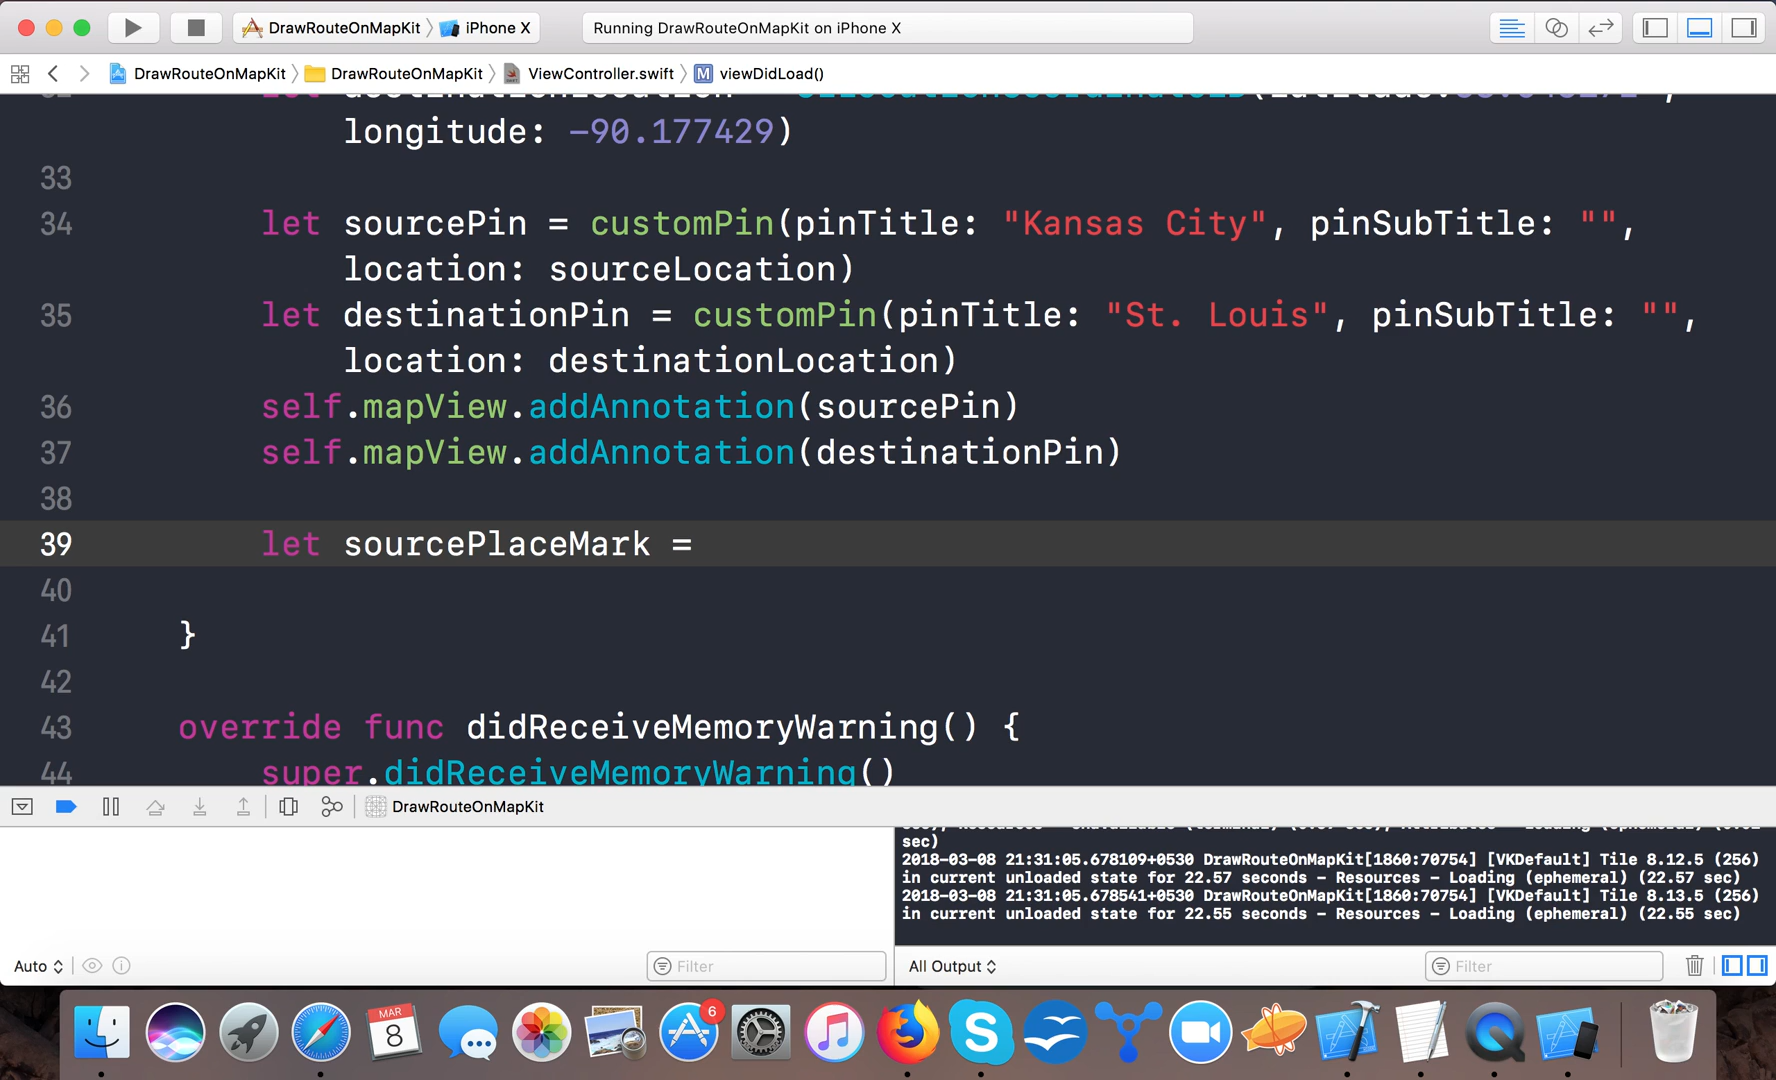 DrawRouteOnMapKit iPhone X
Running DrawRouteOnMapKit on iPhone X
DrawRouteOnMapKit DrawRouteOnMapKit ViewController.swift M viewDidLoad()
longitude: -90.177429)
33
34 let sourcePin = customPin(pinTitle: "Kansas City", pinSubTitle: "",
location: sourceLocation)
35 let destinationPin = customPin(pinTitle: "St. Louis", pinSubTitle: "",
location: destinationLocation)
36 self.mapView.addAnnotation(sourcePin)
37 self.mapView.addAnnotation(destinationPin)
38
39 let sourcePlaceMark =
40
41 }
42
43 override func didReceiveMemoryWarning() {
44 super.didReceiveMemoryWarning()
DrawRouteOnMapKit
sec)
2018-03-08 21:31:05.678109+0530 DrawRouteOnMapKit[1860:70754] [VKDefault] Tile 8.12.5 (256)
in current unloaded state for 22.57 seconds - Resources - Loading (ephemeral) (22.57 sec)
2018-03-08 21:31:05.678541+0530 DrawRouteOnMapKit[1860:70754] [VKDefault] Tile 8.13.5 (256)
in current unloaded state for 22.55 seconds - Resources - Loading (ephemeral) (22.55 sec)
Auto
Filter
All Output
Filter
MAR
8
6
S